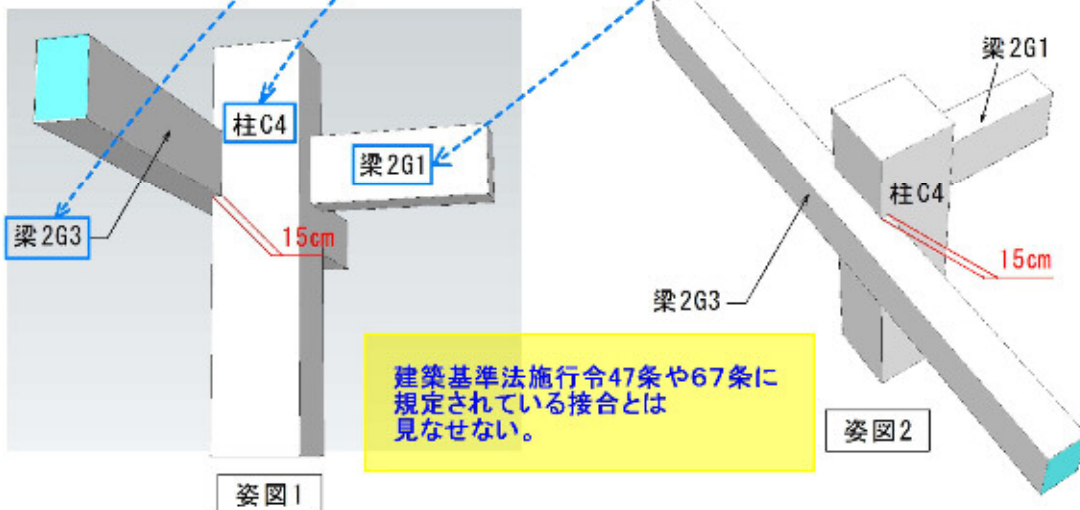 柱C4
梁2G1
梁2G3
15cm
姿図1
梁2G1
柱C4
15cm
梁2G3
姿図2
建築基準法施行令47条や67条に
規定されている接合とは
見なせない。